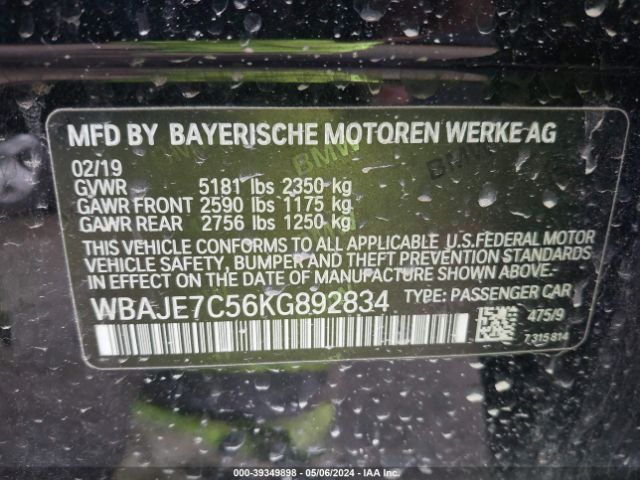 MFD BY BAYERISCHE MOTOREN WERKE AG
02/19
GVWR 5181 lbs 2350 kg
GAWR FRONT 2590 lbs 1175 kg
GAWR REAR 2756 lbs 1250 kg
THIS VEHICLE CONFORMS TO ALL APPLICABLE U.S.FEDERAL MOTOR
VEHICLE SAFETY, BUMPER AND THEFT PREVENTION STANDARDS
IN EFFECT ON THE DATE OF MANUFACTURE SHOWN ABOVE.
WBAJE7C56KG892834 TYPE: PASSENGER CAR
475/9
7315814
BMW
BMW
000-39349898 - 05/06/2024 - IAA Inc.